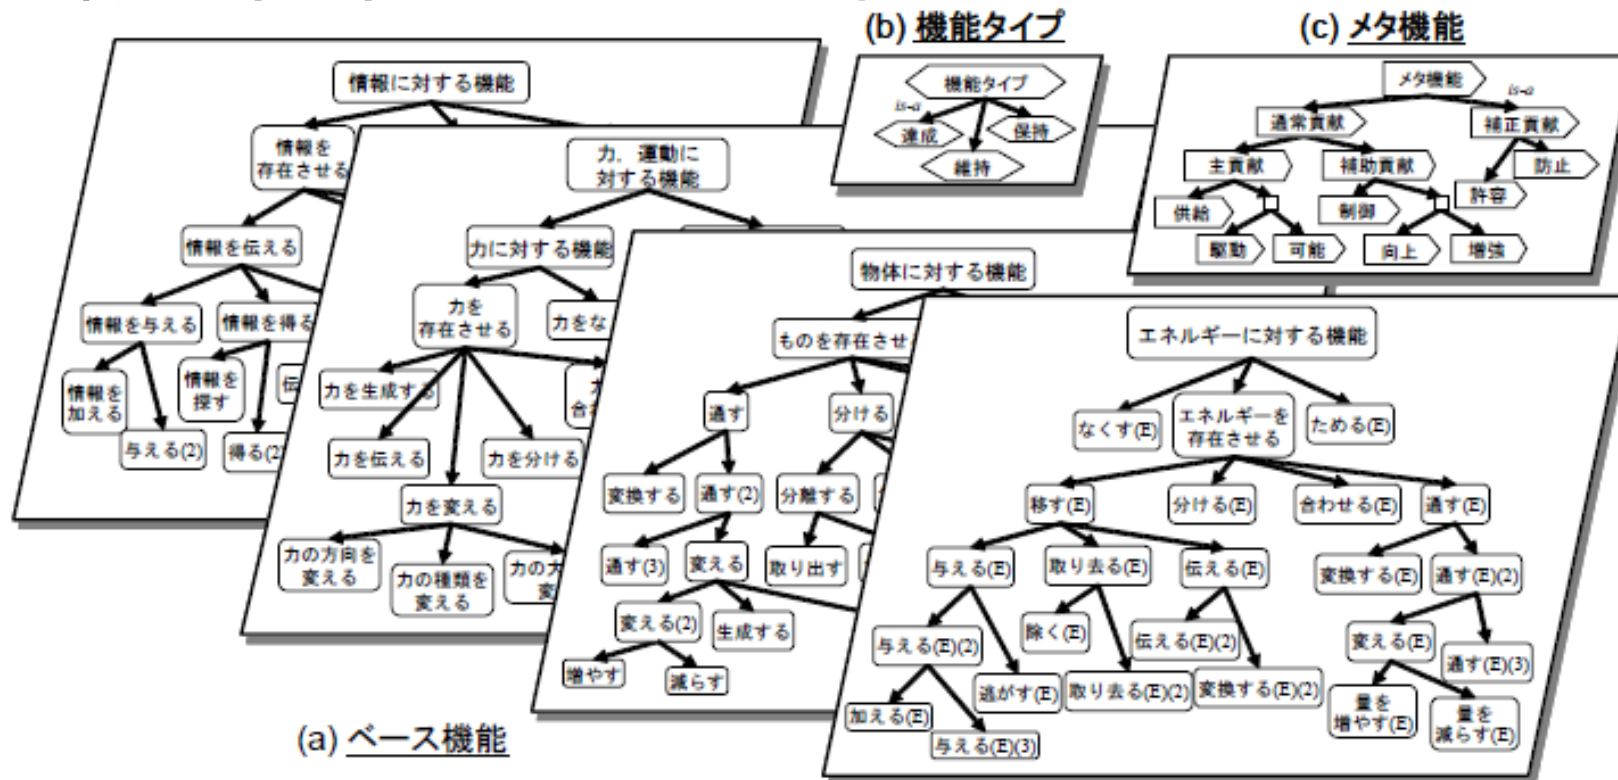 (b) 機能タイプ
(c) メタ機能
機能タイプ
is-a
達成
保持
維持
メタ機能
is-a
通常貢献
補正貢献
主貢献
補助貢献
防止
許容
供給
制御
駆動
可能
向上
増強
情報に対する機能
情報を
存在させる
情報を伝える
情報を与える
情報を得る
情報を
加える
情報を
探す
与える(2)
得る(2)
力，運動に
対する機能
力に対する機能
力を
存在させる
力をな
力を生成する
力を伝える
力を分ける
力を変える
力の方向を
変える
力の種類を
変える
物体に対する機能
ものを存在させ
通す
分ける
変換する
通す(2)
分離する
通す(3)
変える
取り出す
変える(2)
生成する
増やす
減らす
エネルギーに対する機能
なくす(E)
エネルギーを
存在させる
ためる(E)
移す(E)
分ける(E)
合わせる(E)
通す(E)
与える(E)
取り去る(E)
伝える(E)
変換する(E)
通す(E)(2)
与える(E)(2)
除く(E)
伝える(E)(2)
変える(E)
通す(E)(3)
逃がす(E)
取り去る(E)(2)
変換する(E)(2)
加える(E)
与える(E)(3)
量を
増やす(E)
量を
減らす(E)
(a) ベース機能